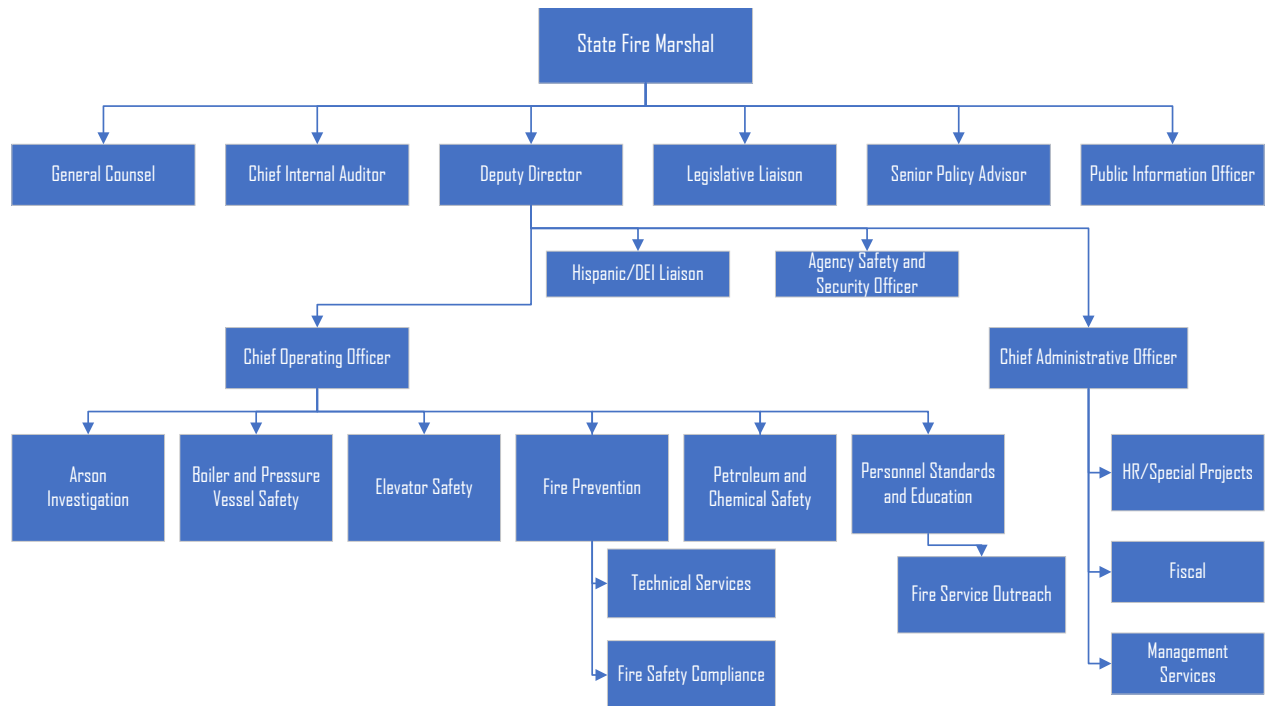 State Fire Marshal
General Counsel
Chief Internal Auditor
Deputy Director
Legislative Liaison
Senior Policy Advisor
Public Information Officer
Hispanic/DEI Liaison
Agency Safety and
Security Officer
Chief Operating Officer
Chief Administrative Officer
Arson
Investigation
Boiler and Pressure
Vessel Safety
Elevator Safety
Fire Prevention
Petroleum and
Chemical Safety
Personnel Standards
and Education
HR/Special Projects
Technical Services
Fire Service Outreach
Fiscal
Fire Safety Compliance
Management
Services